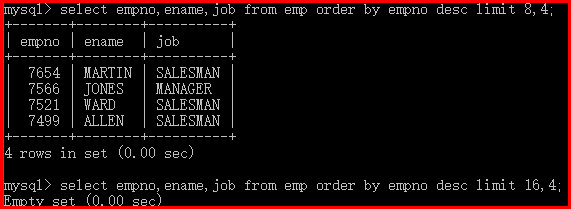 mysql> select empno,ename,job from emp order by empno desc limit 8,4;
+-------+--------+----------+
| empno | ename | job |
+-------+--------+----------+
| 7654 | MARTIN | SALESMAN |
| 7566 | JONES | MANAGER |
| 7521 | WARD | SALESMAN |
| 7499 | ALLEN | SALESMAN |
+-------+--------+----------+
4 rows in set (0.00 sec)
mysql> select empno,ename,job from emp order by empno desc limit 16,4;
Empty set (0.00 sec)